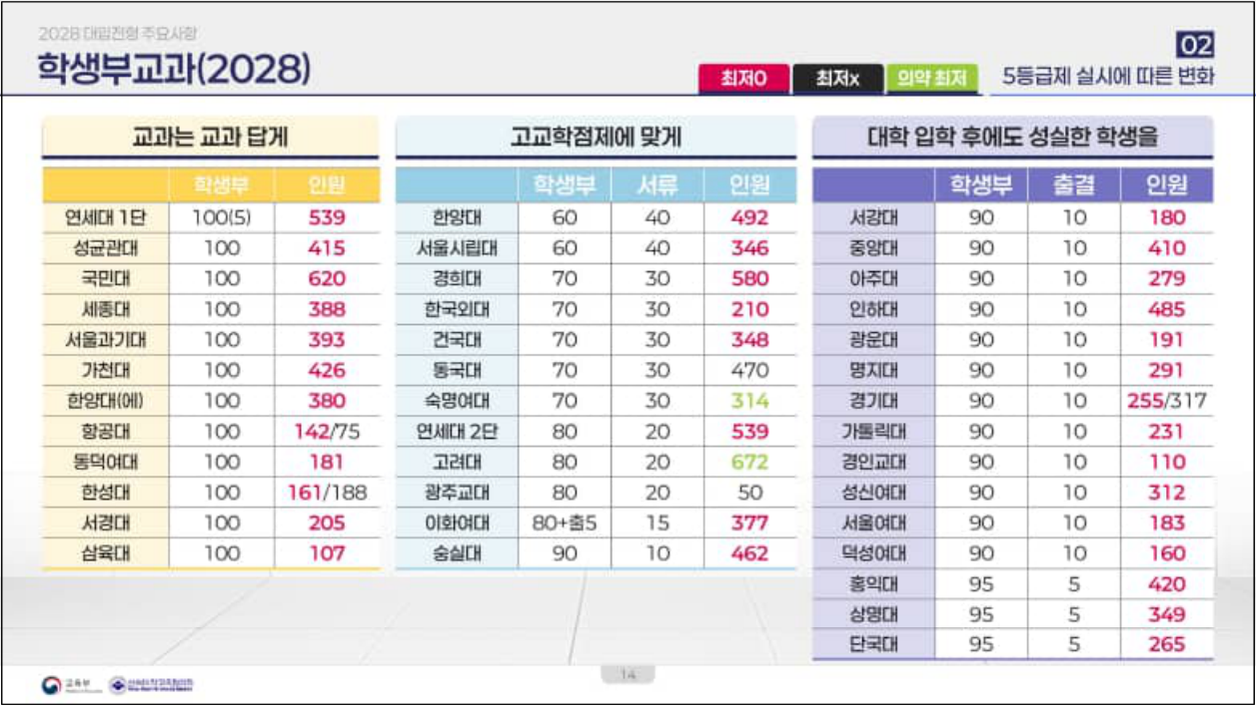 2028 대입전형 주요사항
학생부교과(2028)
최저O 최저x 의약 최저
02
5등급제 실시에 따른 변화
교과는 교과 답게
학생부 인원
연세대 1단 100(5) 539
성균관대 100 415
국민대 100 620
세종대 100 388
서울과기대 100 393
가천대 100 426
한양대(에) 100 380
항공대 100 142/75
동덕여대 100 181
한성대 100 161/188
서경대 100 205
삼육대 100 107
고교학점제에 맞게
학생부 서류 인원
한양대 60 40 492
서울시립대 60 40 346
경희대 70 30 580
한국외대 70 30 210
건국대 70 30 348
동국대 70 30 470
숙명여대 70 30 314
연세대 2단 80 20 539
고려대 80 20 672
광주교대 80 20 50
이화여대 80+출5 15 377
숭실대 90 10 462
대학 입학 후에도 성실한 학생을
학생부 출결 인원
서강대 90 10 180
중앙대 90 10 410
아주대 90 10 279
인하대 90 10 485
광운대 90 10 191
명지대 90 10 291
경기대 90 10 255/317
가톨릭대 90 10 231
경인교대 90 10 110
성신여대 90 10 312
서울여대 90 10 183
덕성여대 90 10 160
홍익대 95 5 420
상명대 95 5 349
단국대 95 5 265
14
교육부